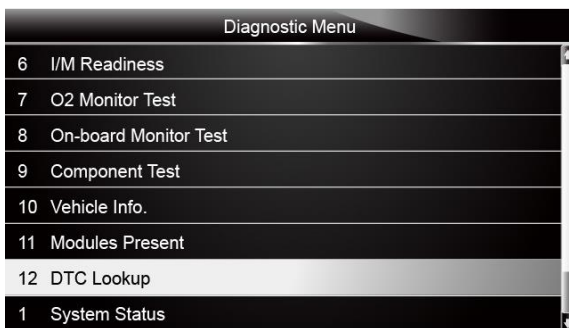 Diagnostic Menu
6 I/M Readiness
7 O2 Monitor Test
8 On-board Monitor Test
9 Component Test
10 Vehicle Info.
11 Modules Present
12 DTC Lookup
1 System Status